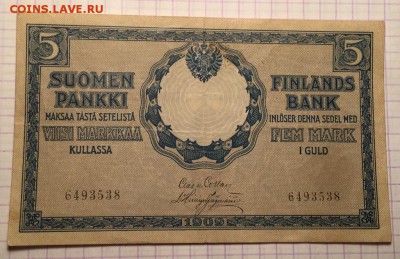 COINS.LAVE.RU
5 5
SUOMEN PANKKI
MAKSAA TÄSTÄ SETELISTÄ
VIISI MARKKAA
KULLASSA
FINLANDS BANK
INLÖSER DENNA SEDEL MED
FEM MARK
I GULD
6493538 6493538
1909